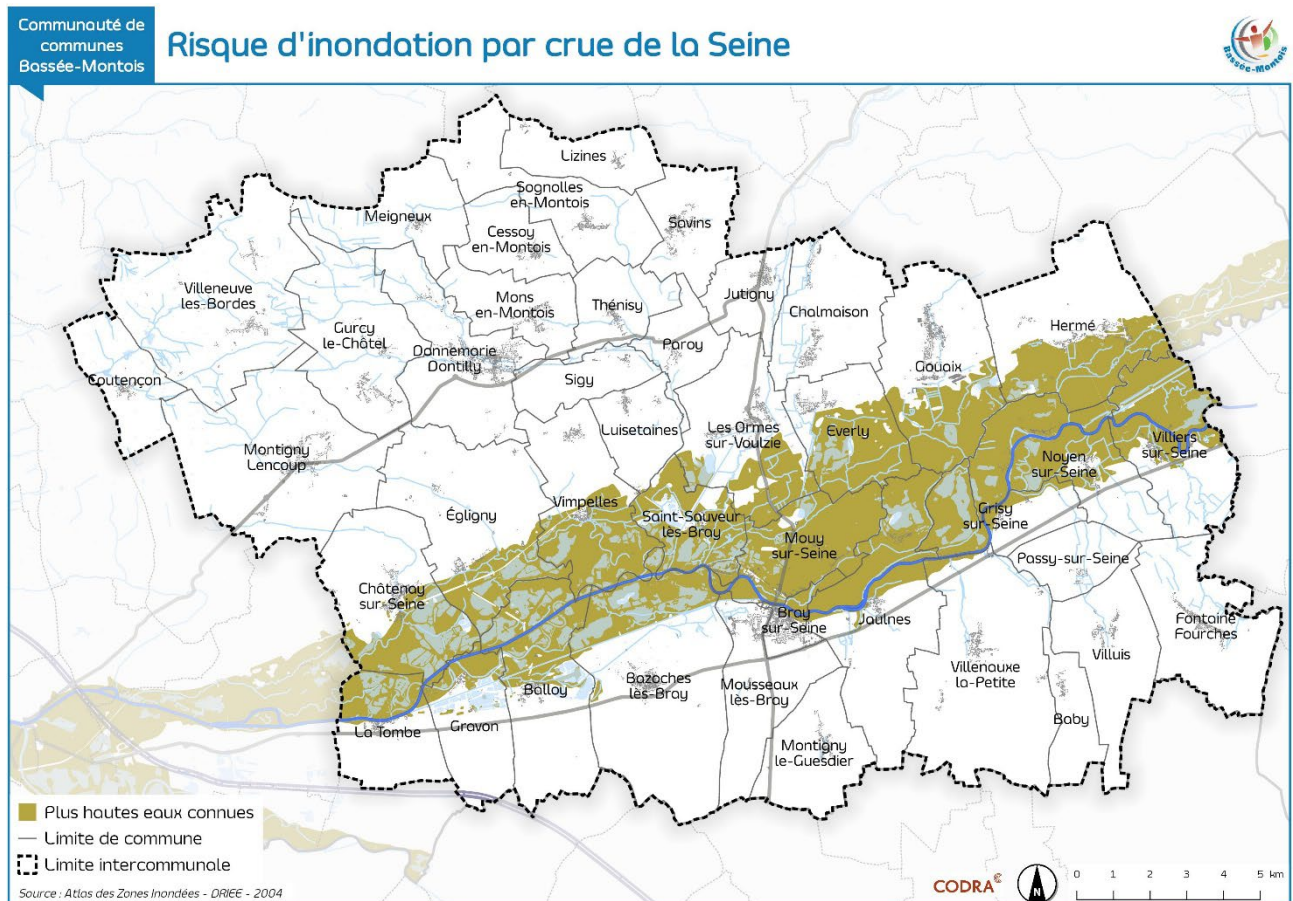 Communauté de
communes
Bassée-Montois
Risque d'inondation par crue de la Seine
Bassée-Montois
Lizines
Sognolles
en-Montois
Meigneux
Savins
Cessoy
en-Montois
Villeneuve
les-Bordes
Mons
en-Montois
Thénisy
Jutigny
Chalmaison
Gurcy
le-Châtel
Hermé
Donnemarie
Dontilly
Paroy
Gouaix
Sigy
Coutençon
Luisetaines
Les Ormes
sur-Voulzie
Everly
Montigny
Lencoup
Noyen
sur-Seine
Villiers
sur-Seine
Vimpelles
Égligny
Saint-Sauveur
lès-Bray
Grisy
sur-Seine
Mouy
sur-Seine
Passy-sur-Seine
Châtenay
sur-Seine
Bray
sur-Seine
Jaulnes
Fontaine
Fourches
Villuis
Villenauxe
la-Petite
Bazoches
lès-Bray
Mousseaux
lès-Bray
Balloy
Baby
Gravon
La Tombe
Montigny
le-Guesdier
Plus hautes eaux connues
Limite de commune
Limite intercommunale
Source : Atlas des Zones Inondées - DRIEE - 2004
CODRA
N
0 1 2 3 4 5 km